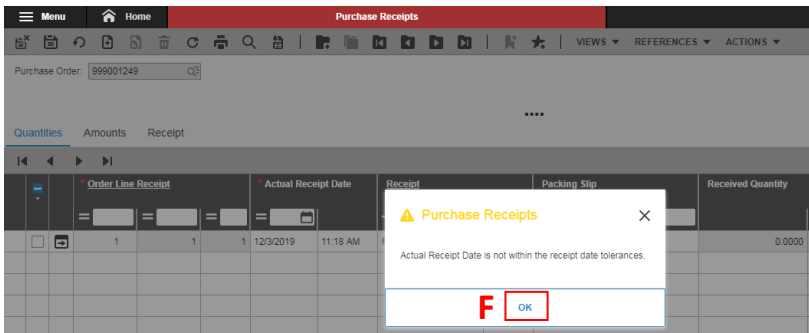 Menu Home Purchase Receipts
VIEWS REFERENCES ACTIONS
Purchase Order: 999001249
Quantities Amounts Receipt
* Order Line Receipt * Actual Receipt Date Receipt Packing Slip Received Quantity
= = = =
1 1 1 12/3/2019 11:18 AM 0.0000
Purchase Receipts
Actual Receipt Date is not within the receipt date tolerances.
F OK